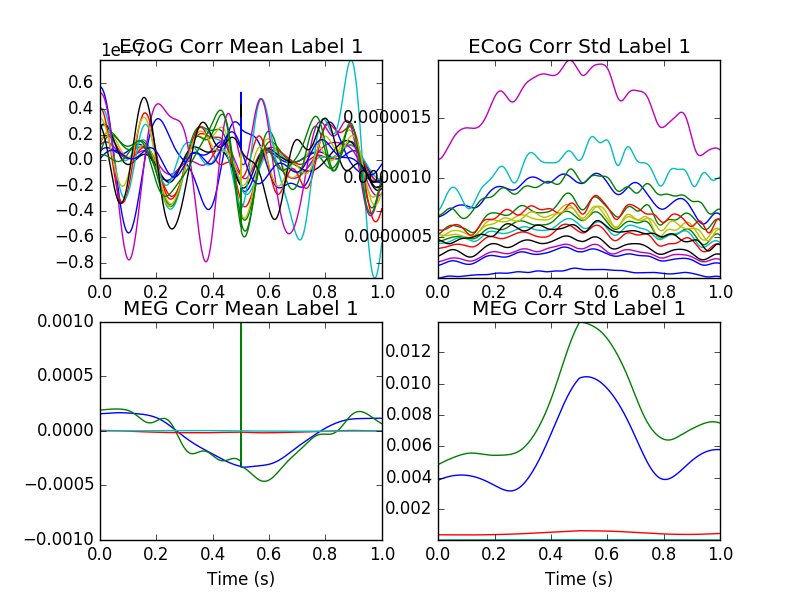 1e−7
ECoG Corr Mean Label 1
0.6
0.4
0.2
0.0
−0.2
−0.4
−0.6
−0.8
0.0 0.2 0.4 0.6 0.8 1.0
ECoG Corr Std Label 1
0.0000015
0.0000010
0.0000005
0.0 0.2 0.4 0.6 0.8 1.0
MEG Corr Mean Label 1
0.0010
0.0005
0.0000
−0.0005
−0.0010
0.0 0.2 0.4 0.6 0.8 1.0
Time (s)
MEG Corr Std Label 1
0.012
0.010
0.008
0.006
0.004
0.002
0.0 0.2 0.4 0.6 0.8 1.0
Time (s)